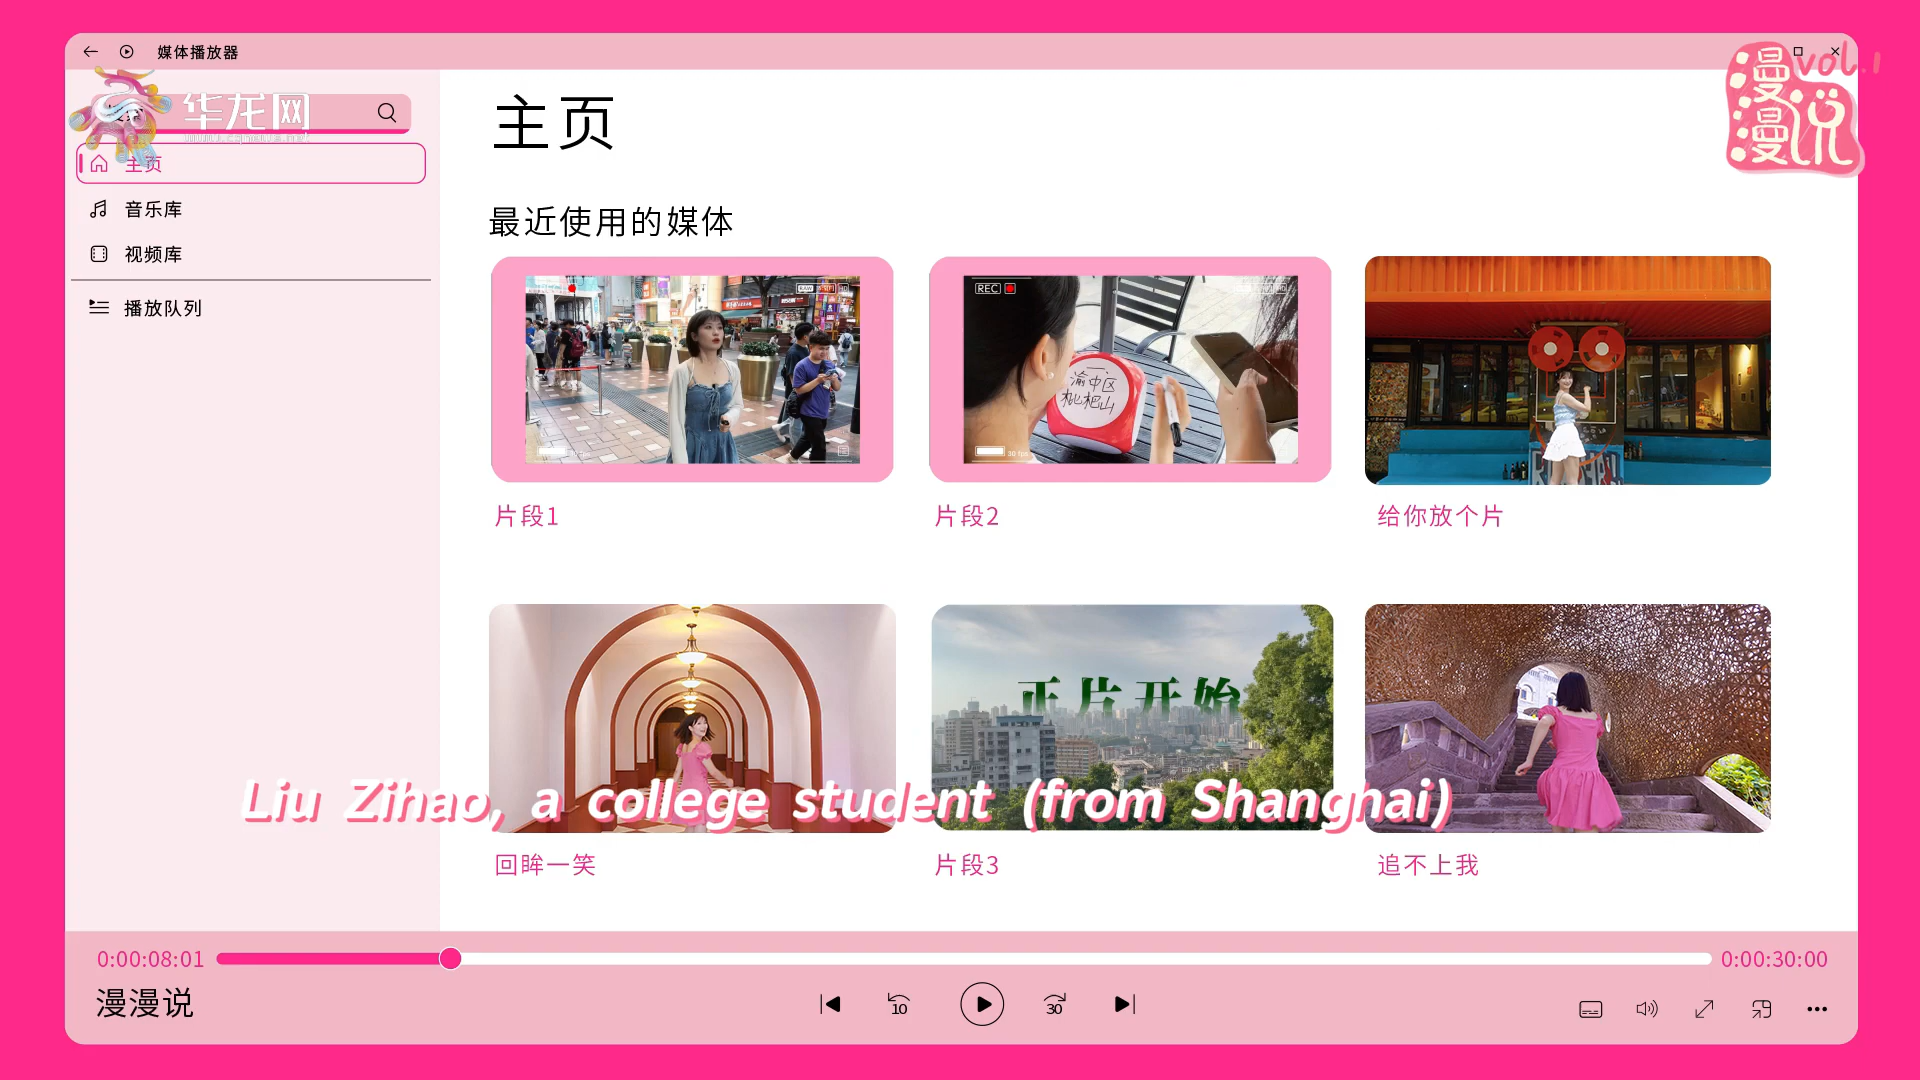 媒体播放器
vol.1
漫漫说
华龙网
主页
音乐库
视频库
播放队列
主页
最近使用的媒体
REC
渝中区
枇杷山
30 fps
片段1
片段2
给你放个片
正片开始
Liu Zihao, a college student (from Shanghai)
回眸一笑
片段3
追不上我
0:00:08:01
0:00:30:00
漫漫说
10
30